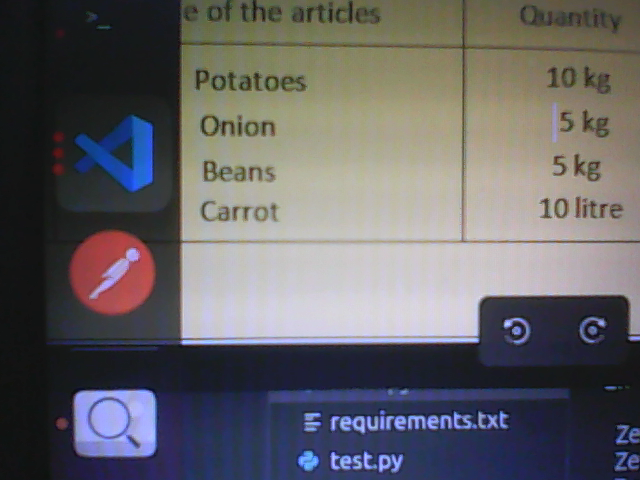 >_
e of the articles Quantity
Potatoes 10 kg
Onion 5 kg
Beans 5 kg
Carrot 10 litre
requirements.txt
test.py
Ze
Ze